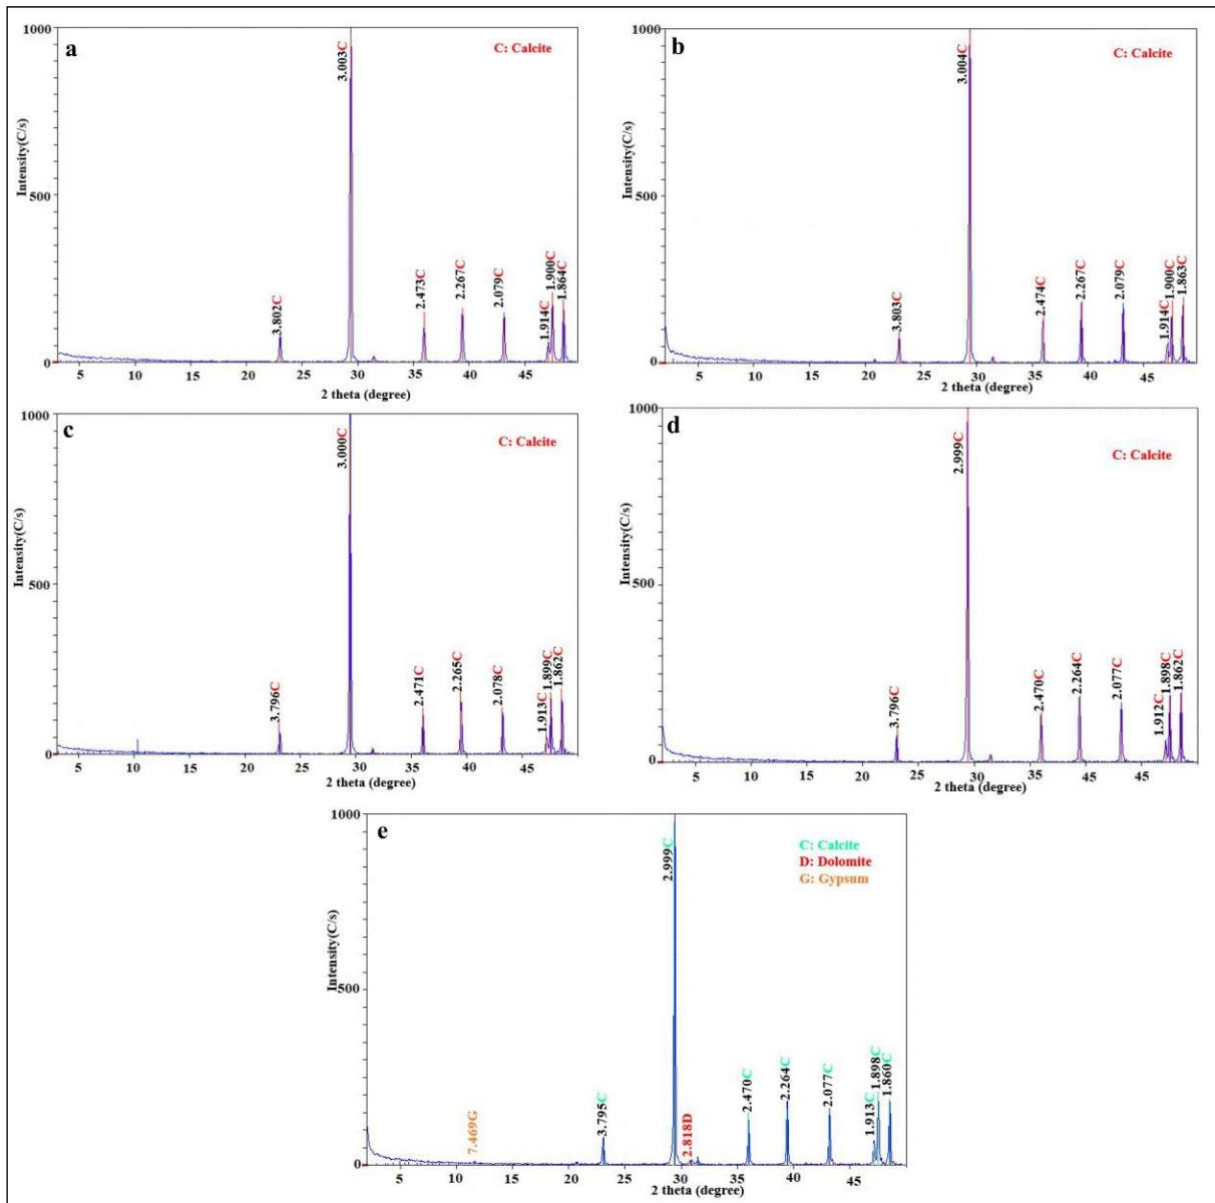 a
C: Calcite
Intensity(C/s)
1000
500
0
3.802C
3.003C
2.473C
2.267C
2.079C
1.914C
1.900C
1.864C
5 10 15 20 25 30 35 40 45
2 theta (degree)
b
C: Calcite
Intensity(C/s)
1000
500
0
3.803C
3.004C
2.474C
2.267C
2.079C
1.914C
1.900C
1.863C
5 10 15 20 25 30 35 40 45
2 theta (degree)
c
C: Calcite
Intensity(C/s)
1000
500
0
3.796C
3.000C
2.471C
2.265C
2.078C
1.913C
1.899C
1.862C
5 10 15 20 25 30 35 40 45
2 theta (degree)
d
C: Calcite
Intensity(C/s)
1000
500
0
3.796C
2.999C
2.470C
2.264C
2.077C
1.912C
1.898C
1.862C
5 10 15 20 25 30 35 40 45
2 theta (degree)
e
C: Calcite
D: Dolomite
G: Gypsum
Intensity(C/s)
1000
500
0
7.469G
3.795C
2.999C
2.818D
2.470C
2.264C
2.077C
1.913C
1.898C
1.860C
5 10 15 20 25 30 35 40 45
2 theta (degree)